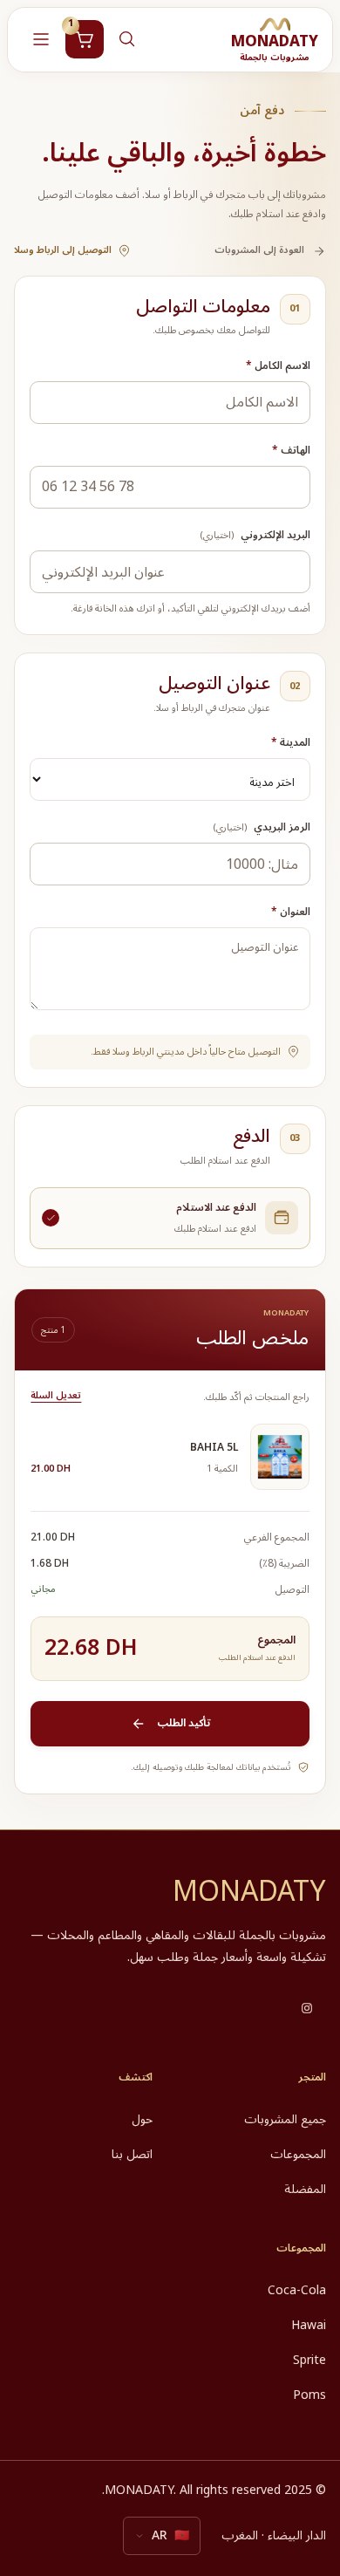 MONADATY
مشروبات بالجملة
1
دفع آمن
خطوة أخيرة، والباقي علينا.
مشروباتك إلى باب متجرك في الرباط أو سلا. أضف معلومات التوصيل
وادفع عند استلام طلبك.
العودة إلى المشروبات
التوصيل إلى الرباط وسلا
01
معلومات التواصل
للتواصل معك بخصوص طلبك.
الاسم الكامل *
الاسم الكامل
الهاتف *
06 12 34 56 78
البريد الإلكتروني (اختياري)
عنوان البريد الإلكتروني
أضف بريدك الإلكتروني لتلقي التأكيد، أو اترك هذه الخانة فارغة.
02
عنوان التوصيل
عنوان متجرك في الرباط أو سلا.
المدينة *
اختر مدينة
الرمز البريدي (اختياري)
مثال: 10000
العنوان *
عنوان التوصيل
التوصيل متاح حالياً داخل مدينتي الرباط وسلا فقط.
03
الدفع
الدفع عند استلام الطلب
الدفع عند الاستلام
ادفع عند استلام طلبك
MONADATY
ملخص الطلب
1 منتج
راجع المنتجات ثم أكّد طلبك.
تعديل السلة
BAHIA 5L
الكمية 1
21.00 DH
المجموع الفرعي
21.00 DH
الضريبة (8٪)
1.68 DH
التوصيل
مجاني
المجموع
الدفع عند استلام الطلب
22.68 DH
تأكيد الطلب
تُستخدم بياناتك لمعالجة طلبك وتوصيله إليك.
MONADATY
مشروبات بالجملة للبقالات والمقاهي والمطاعم والمحلات —
تشكيلة واسعة وأسعار جملة وطلب سهل.
المتجر
جميع المشروبات
المجموعات
المفضلة
اكتشف
حول
اتصل بنا
المجموعات
Coca-Cola
Hawai
Sprite
Poms
© 2025 MONADATY. All rights reserved.
الدار البيضاء · المغرب
AR